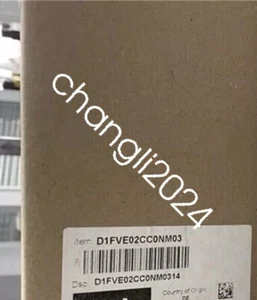 changli2024
Item: D1FVE02CC0NM03
Dsc: D1FVE02CC0NM0314
Country of Origin
DE